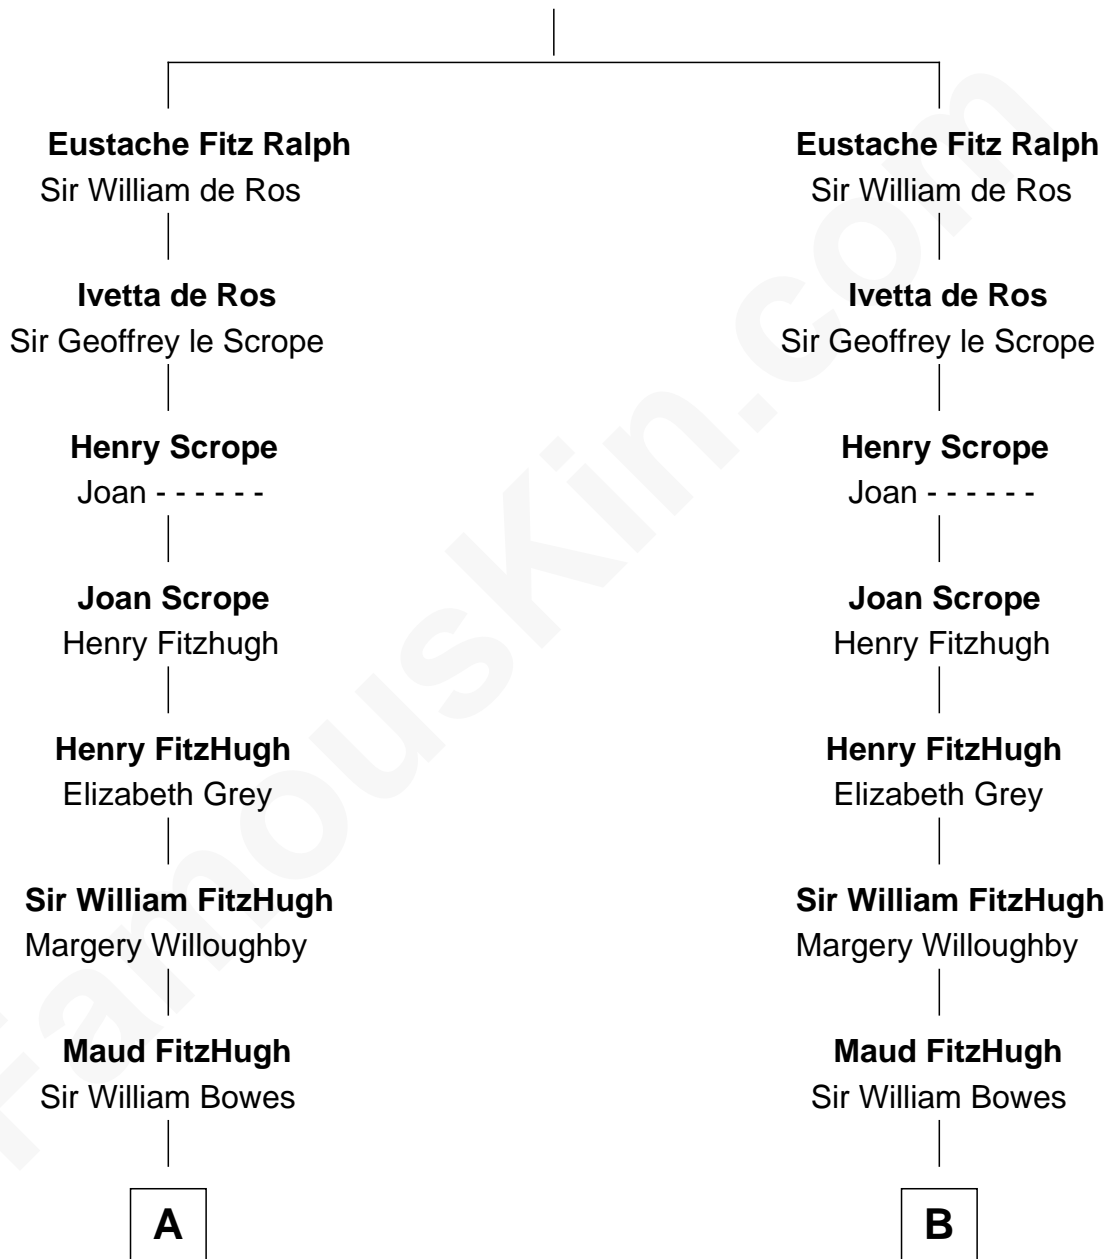 Eustache Fitz Ralph
Sir William de Ros
Ivetta de Ros
Sir Geoffrey le Scrope
Henry Scrope
Joan - - - - - -
Joan Scrope
Henry Fitzhugh
Henry FitzHugh
Elizabeth Grey
Sir William FitzHugh
Margery Willoughby
Maud FitzHugh
Sir William Bowes
A
Eustache Fitz Ralph
Sir William de Ros
Ivetta de Ros
Sir Geoffrey le Scrope
Henry Scrope
Joan - - - - - -
Joan Scrope
Henry Fitzhugh
Henry FitzHugh
Elizabeth Grey
Sir William FitzHugh
Margery Willoughby
Maud FitzHugh
Sir William Bowes
B
FamousKin.com